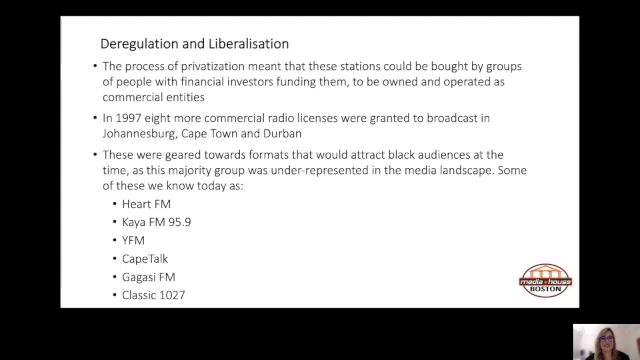 Deregulation and Liberalisation
• The process of privatization meant that these stations could be bought by groups
of people with financial investors funding them, to be owned and operated as
commercial entities
• In 1997 eight more commercial radio licenses were granted to broadcast in
Johannesburg, Cape Town and Durban
• These were geared towards formats that would attract black audiences at the
time, as this majority group was under-represented in the media landscape. Some
of these we know today as:
• Heart FM
• Kaya FM 95.9
• YFM
• CapeTalk
• Gagasi FM
• Classic 1027
media house
BOSTON